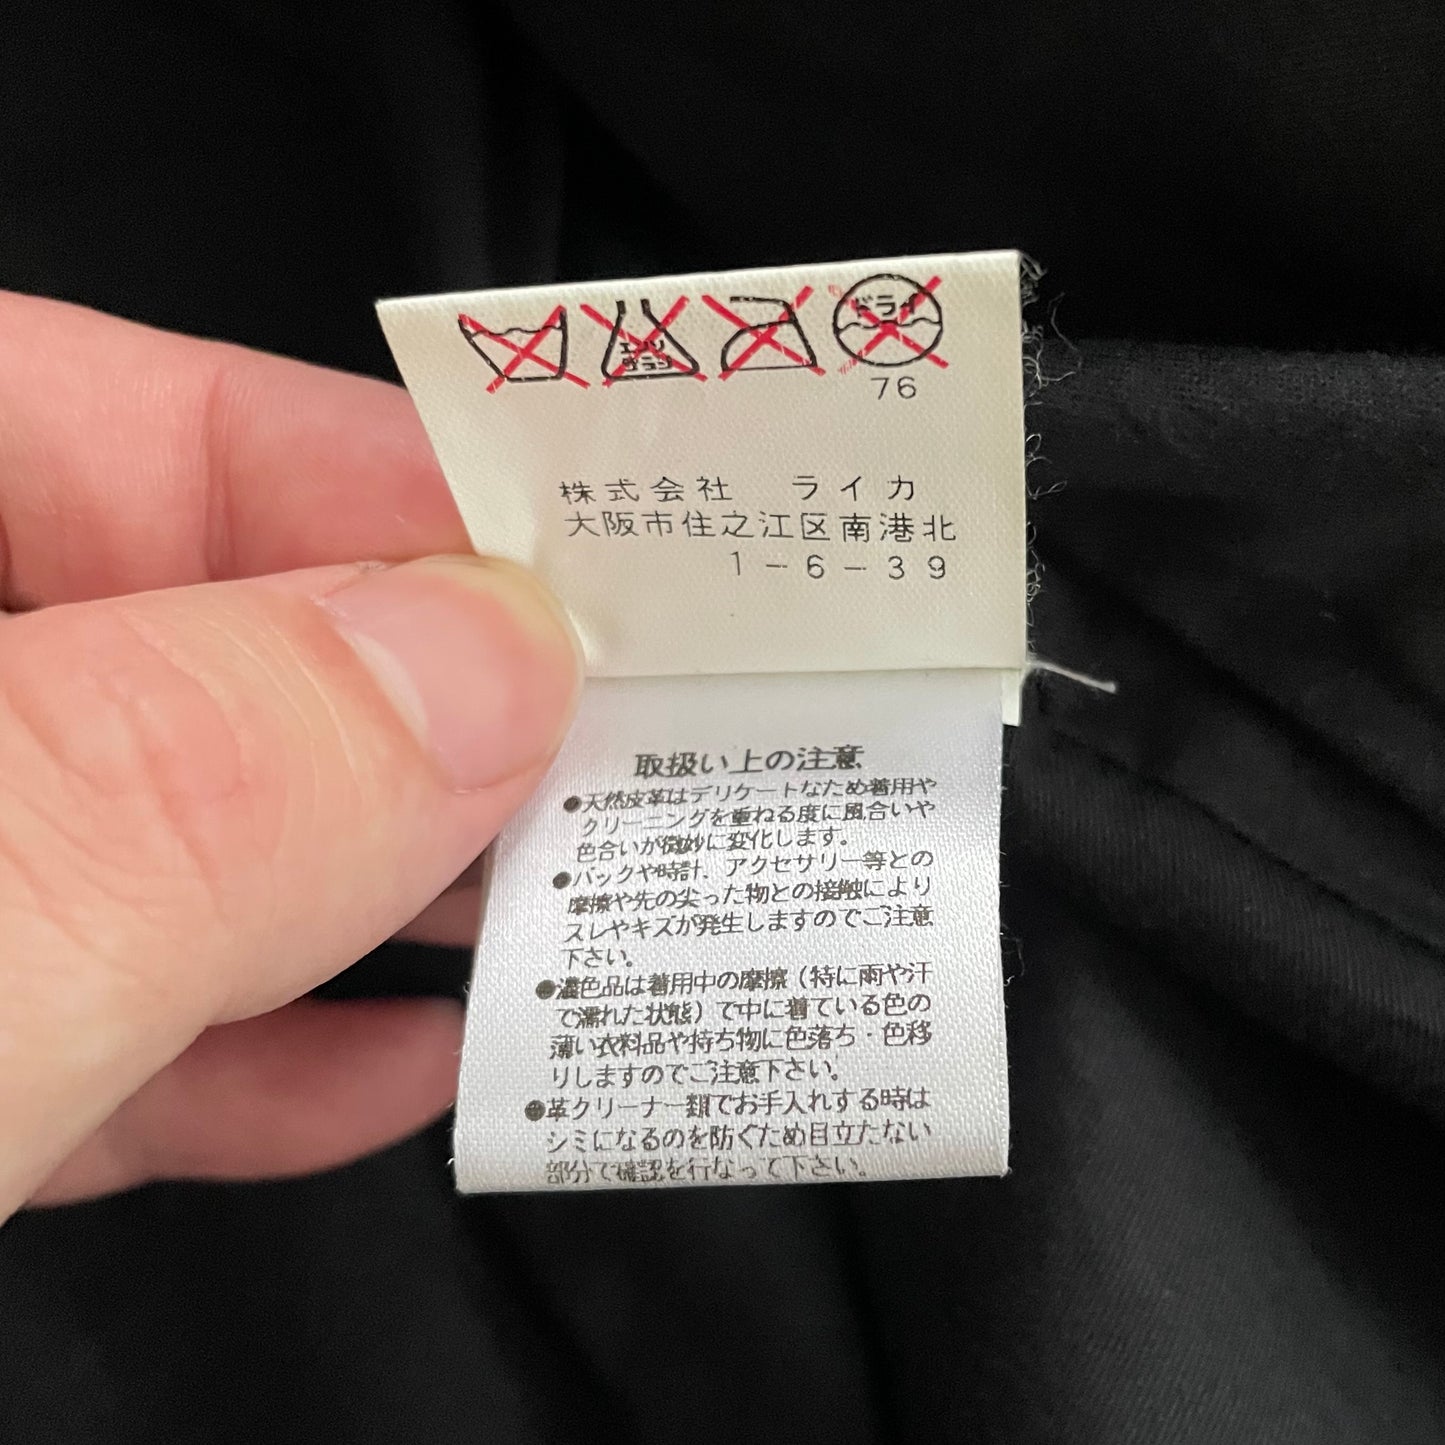 エンソ
サラシ
ドライ
76
株式会社 ライカ
大阪市住之江区南港北
1-6-39
取扱い上の注意
●天然皮革はデリケートなため着用や
クリーニングを重ねる度に風合いや
色合いが微妙に変化します。
●バックや時計、アクセサリー等との
摩擦や先の尖った物との接触により
スレやキズが発生しますのでご注意
下さい。
●濃色品は着用中の摩擦（特に雨や汗
で濡れた状態）で中に着ている色の
薄い衣料品や持ち物に色落ち・色移
りしますのでご注意下さい。
●革クリーナー類でお手入れする時は
シミになるのを防ぐため目立たない
部分で確認を行なって下さい。